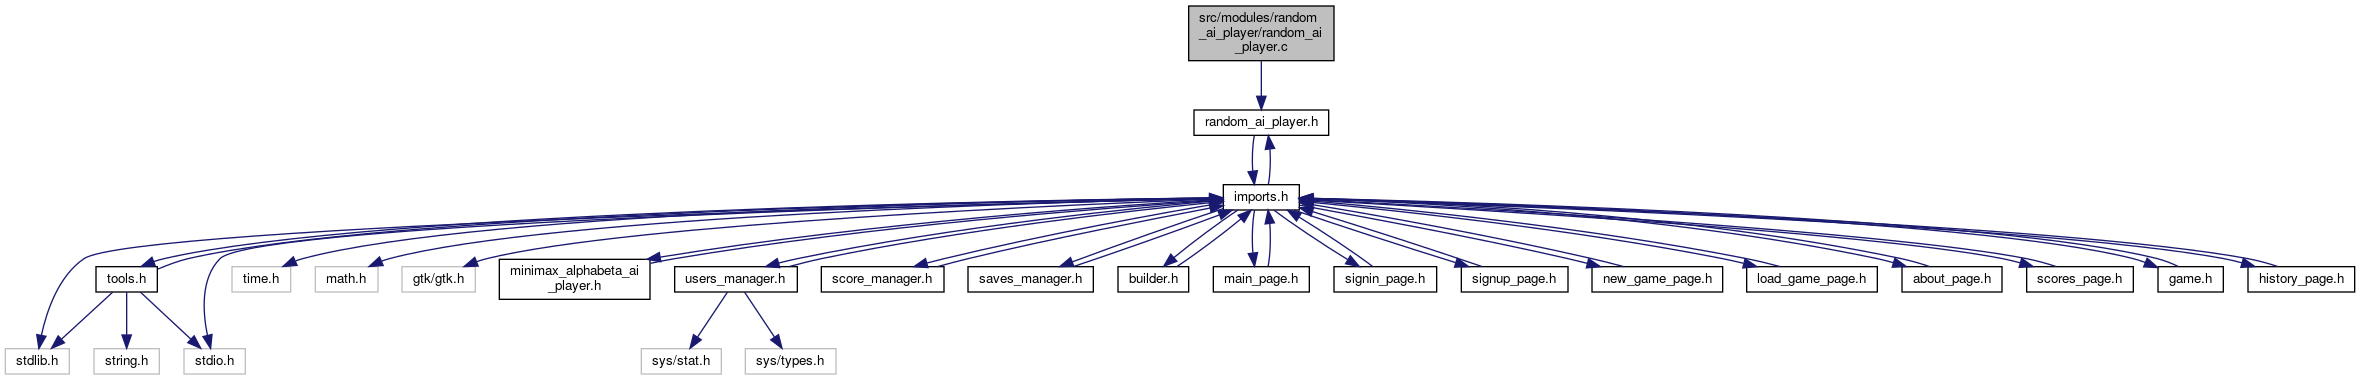 src/modules/random
_ai_player/random_ai
_player.c
random_ai_player.h
imports.h
tools.h
time.h
math.h
gtk/gtk.h
minimax_alphabeta_ai
_player.h
users_manager.h
score_manager.h
saves_manager.h
builder.h
main_page.h
signin_page.h
signup_page.h
new_game_page.h
load_game_page.h
about_page.h
scores_page.h
game.h
history_page.h
stdlib.h
string.h
stdio.h
sys/stat.h
sys/types.h